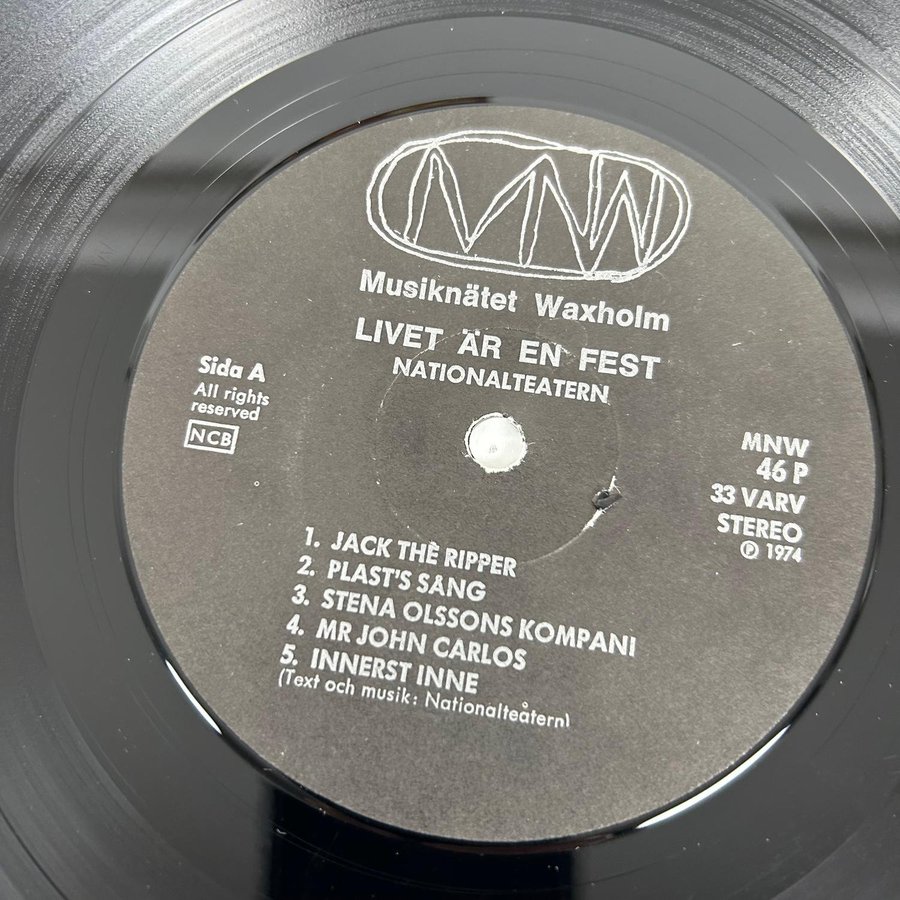 MNW
Musiknätet Waxholm
LIVET ÄR EN FEST
NATIONALTEATERN
Sida A
All rights
reserved
NCB
MNW
46 P
33 VARV
STEREO
℗ 1974
1. JACK THE RIPPER
2. PLAST'S SÅNG
3. STENA OLSSONS KOMPANI
4. MR JOHN CARLOS
5. INNERST INNE
(Text och musik: Nationalteatern)